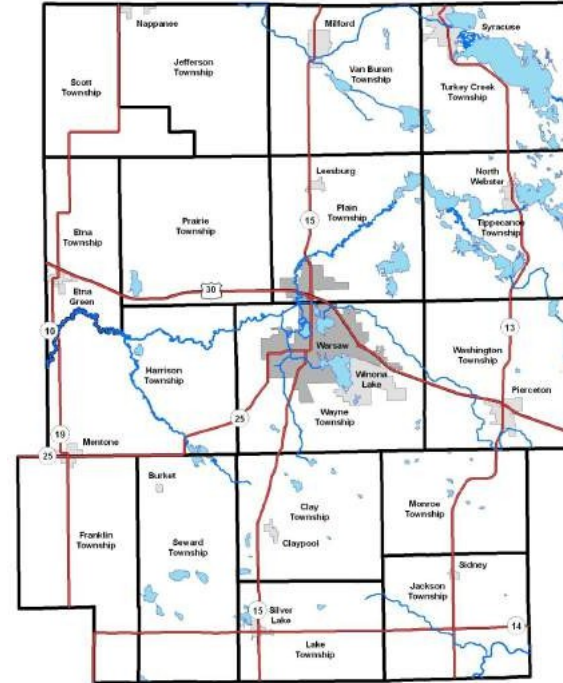 Nappanee
Milford
Syracuse
Jefferson
Township
Scott
Township
Van Buren
Township
Turkey Creek
Township
Leesburg
North
Webster
15
Plain
Township
Prairie
Township
Tippecanoe
Township
Etna
Township
30
Etna
Green
10
13
Warsaw
Washington
Township
Harrison
Township
Winona
Lake
Pierceton
25
Wayne
Township
19
Mentone
25
Burket
Clay
Township
Monroe
Township
Claypool
Franklin
Township
Seward
Township
Sidney
Jackson
Township
15
Silver
Lake
14
Lake
Township